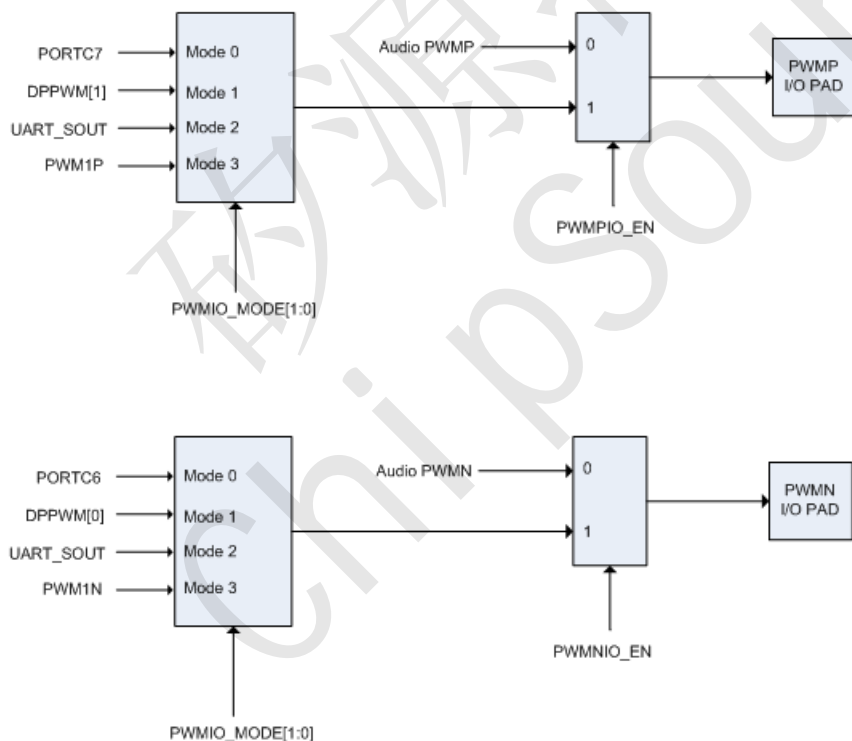 PORTC7
DPPWM[1]
UART_SOUT
PWM1P
Mode 0
Mode 1
Mode 2
Mode 3
PWMIO_MODE[1:0]
Audio PWMP
0
1
PWMPIO_EN
PWMP
I/O PAD
PORTC6
DPPWM[0]
UART_SOUT
PWM1N
Mode 0
Mode 1
Mode 2
Mode 3
PWMIO_MODE[1:0]
Audio PWMN
0
1
PWMNIO_EN
PWMN
I/O PAD
矽源
ChipSour